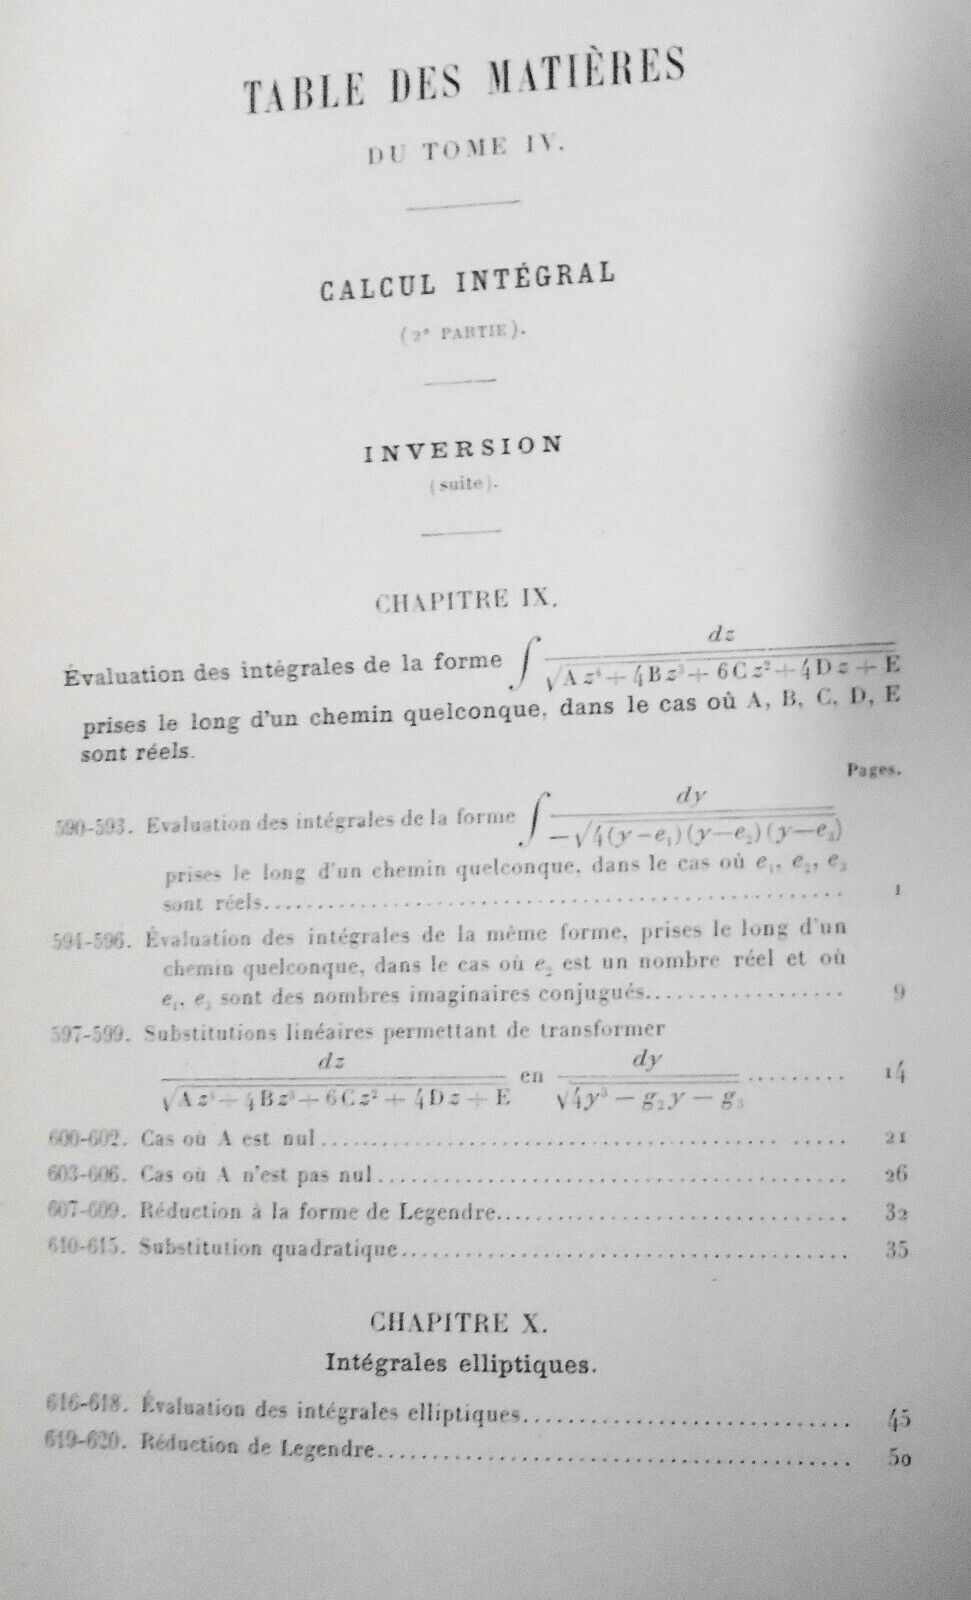 TABLE DES MATIÈRES
DU TOME IV.
CALCUL INTÉGRAL
(2e PARTIE).
INVERSION
(suite).
CHAPITRE IX.
Évaluation des intégrales de la forme ∫ dz / √(Az⁴ + 4Bz³ + 6Cz² + 4Dz + E)
prises le long d'un chemin quelconque, dans le cas où A, B, C, D, E
sont réels.
Pages.
590-593. Évaluation des intégrales de la forme ∫ dy / −√(4(y−e₁)(y−e₂)(y−e₃))
prises le long d'un chemin quelconque, dans le cas où e₁, e₂, e₃
sont réels.................................................. 1
594-596. Évaluation des intégrales de la même forme, prises le long d'un
chemin quelconque, dans le cas où e₂ est un nombre réel et où
e₁, e₃ sont des nombres imaginaires conjugués.................. 9
597-599. Substitutions linéaires permettant de transformer
dz / √(Az⁴ + 4Bz³ + 6Cz² + 4Dz + E) en dy / √(4y³ − g₂y − g₃) ......... 14
600-602. Cas où A est nul.......................................... 21
603-606. Cas où A n'est pas nul..................................... 26
607-609. Réduction à la forme de Legendre........................... 32
610-615. Substitution quadratique................................... 35
CHAPITRE X.
Intégrales elliptiques.
616-618. Évaluation des intégrales elliptiques........................... 45
619-620. Réduction de Legendre..................................... 50